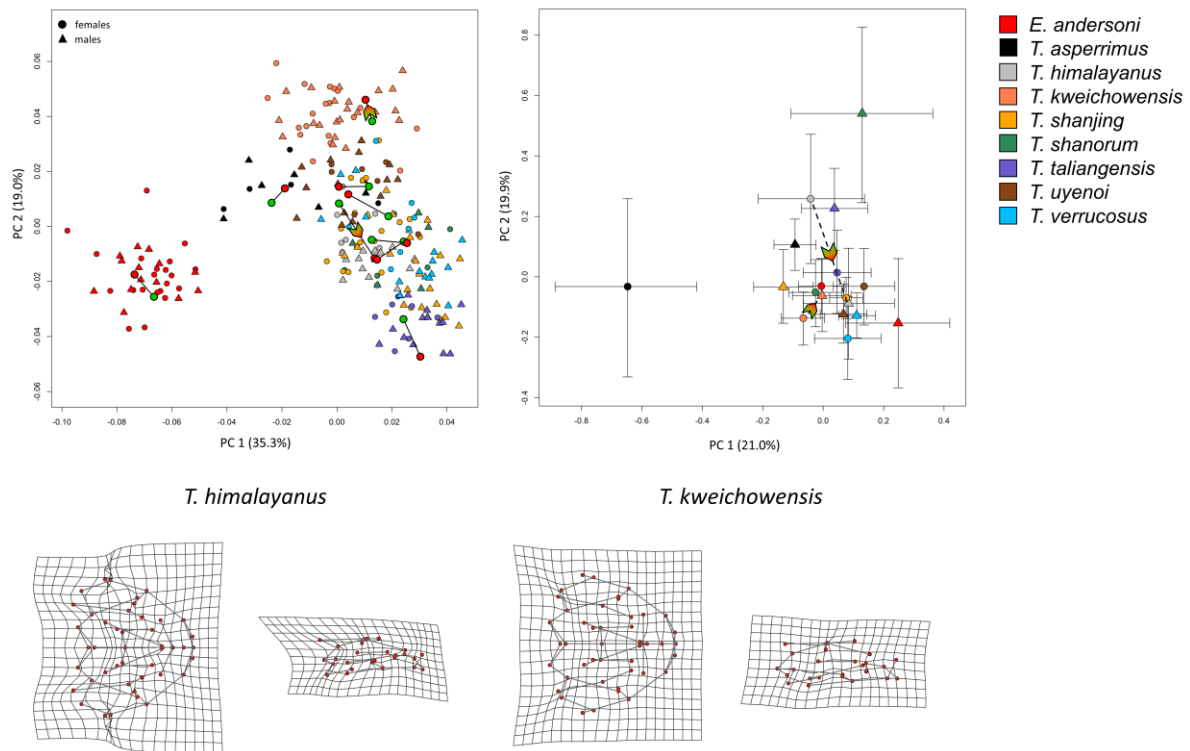 females
males
PC 2 (19.0%)
0.06
0.04
0.02
0.00
-0.02
-0.04
-0.06
-0.10
-0.08
-0.06
-0.04
-0.02
0.00
0.02
0.04
PC 1 (35.3%)
PC 2 (19.9%)
0.8
0.6
0.4
0.2
0.0
-0.2
-0.4
-0.8
-0.6
-0.4
-0.2
0.0
0.2
0.4
PC 1 (21.0%)
E. andersoni
T. asperrimus
T. himalayanus
T. kweichowensis
T. shanjing
T. shanorum
T. taliangensis
T. uyenoi
T. verrucosus
T. himalayanus
T. kweichowensis